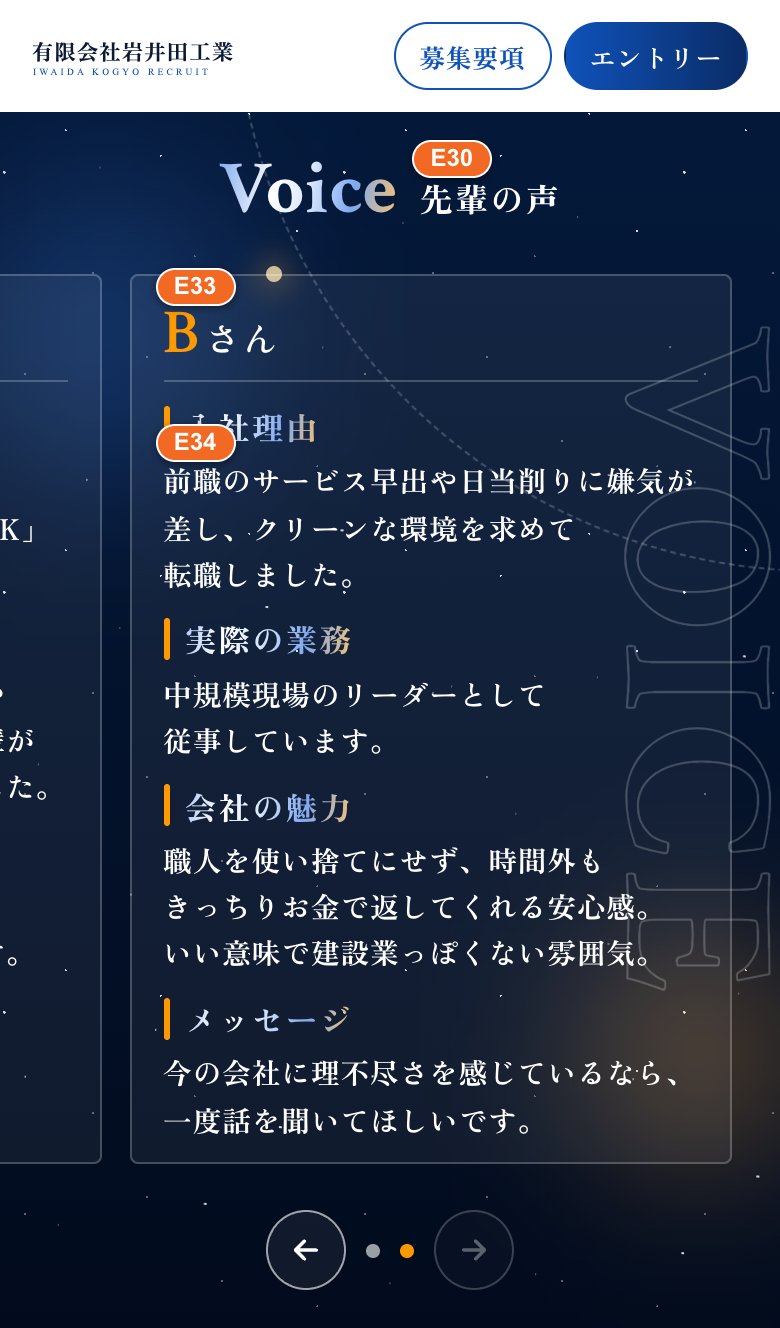 有限会社岩井田工業
IWAIDA KOGYO RECRUIT
募集要項
エントリー
E30
Voice 先輩の声
E33
Bさん
社理由
E34
前職のサービス早出や日当削りに嫌気が
差し、クリーンな環境を求めて
転職しました。
実際の業務
中規模現場のリーダーとして
従事しています。
会社の魅力
職人を使い捨てにせず、時間外も
きっちりお金で返してくれる安心感。
いい意味で建設業っぽくない雰囲気。
メッセージ
今の会社に理不尽さを感じているなら、
一度話を聞いてほしいです。
K」
が
た。
。
VOICE